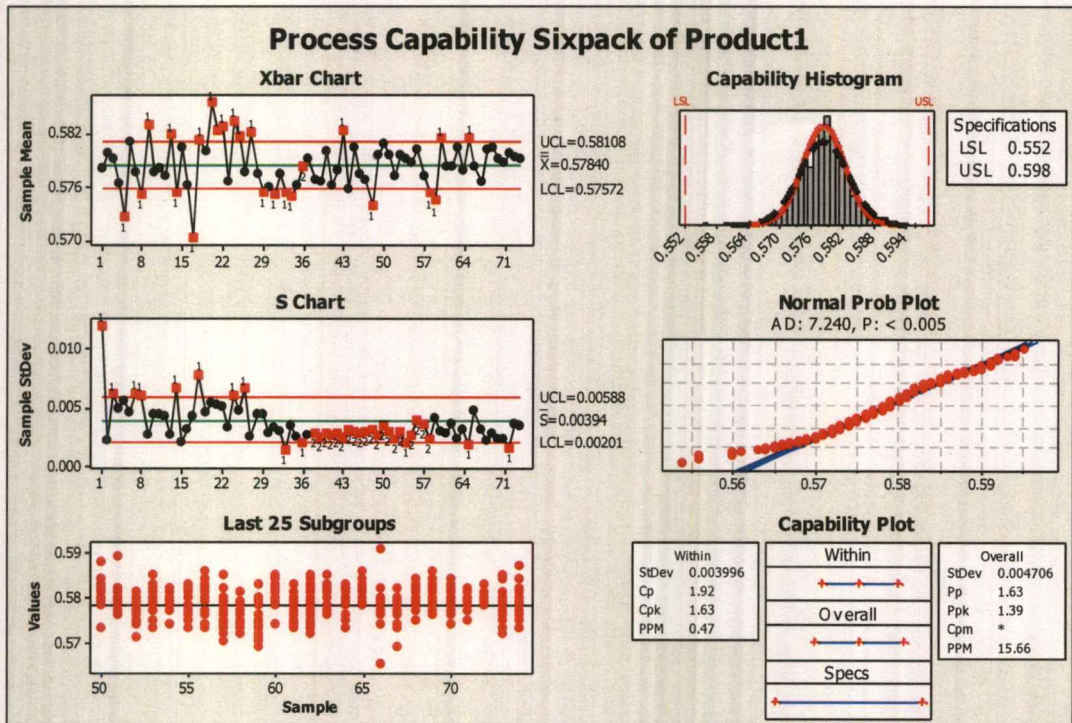 Process Capability Sixpack of Product1
Xbar Chart
Sample Mean
0.582
0.576
0.570
UCL=0.58108
X=0.57840
LCL=0.57572
1 8 15 22 29 36 43 50 57 64 71
Capability Histogram
LSL USL
0.552 0.558 0.564 0.570 0.576 0.582 0.588 0.594
Specifications
LSL 0.552
USL 0.598
S Chart
Sample StDev
0.010
0.005
0.000
UCL=0.00588
S=0.00394
LCL=0.00201
1 8 15 22 29 36 43 50 57 64 71
Normal Prob Plot
AD: 7.240, P: < 0.005
0.56 0.57 0.58 0.59
Last 25 Subgroups
Values
0.59
0.58
0.57
50 55 60 65 70
Sample
Capability Plot
Within
StDev 0.003996
Cp 1.92
Cpk 1.63
PPM 0.47
Within
Overall
Specs
Overall
StDev 0.004706
Pp 1.63
Ppk 1.39
Cpm *
PPM 15.66